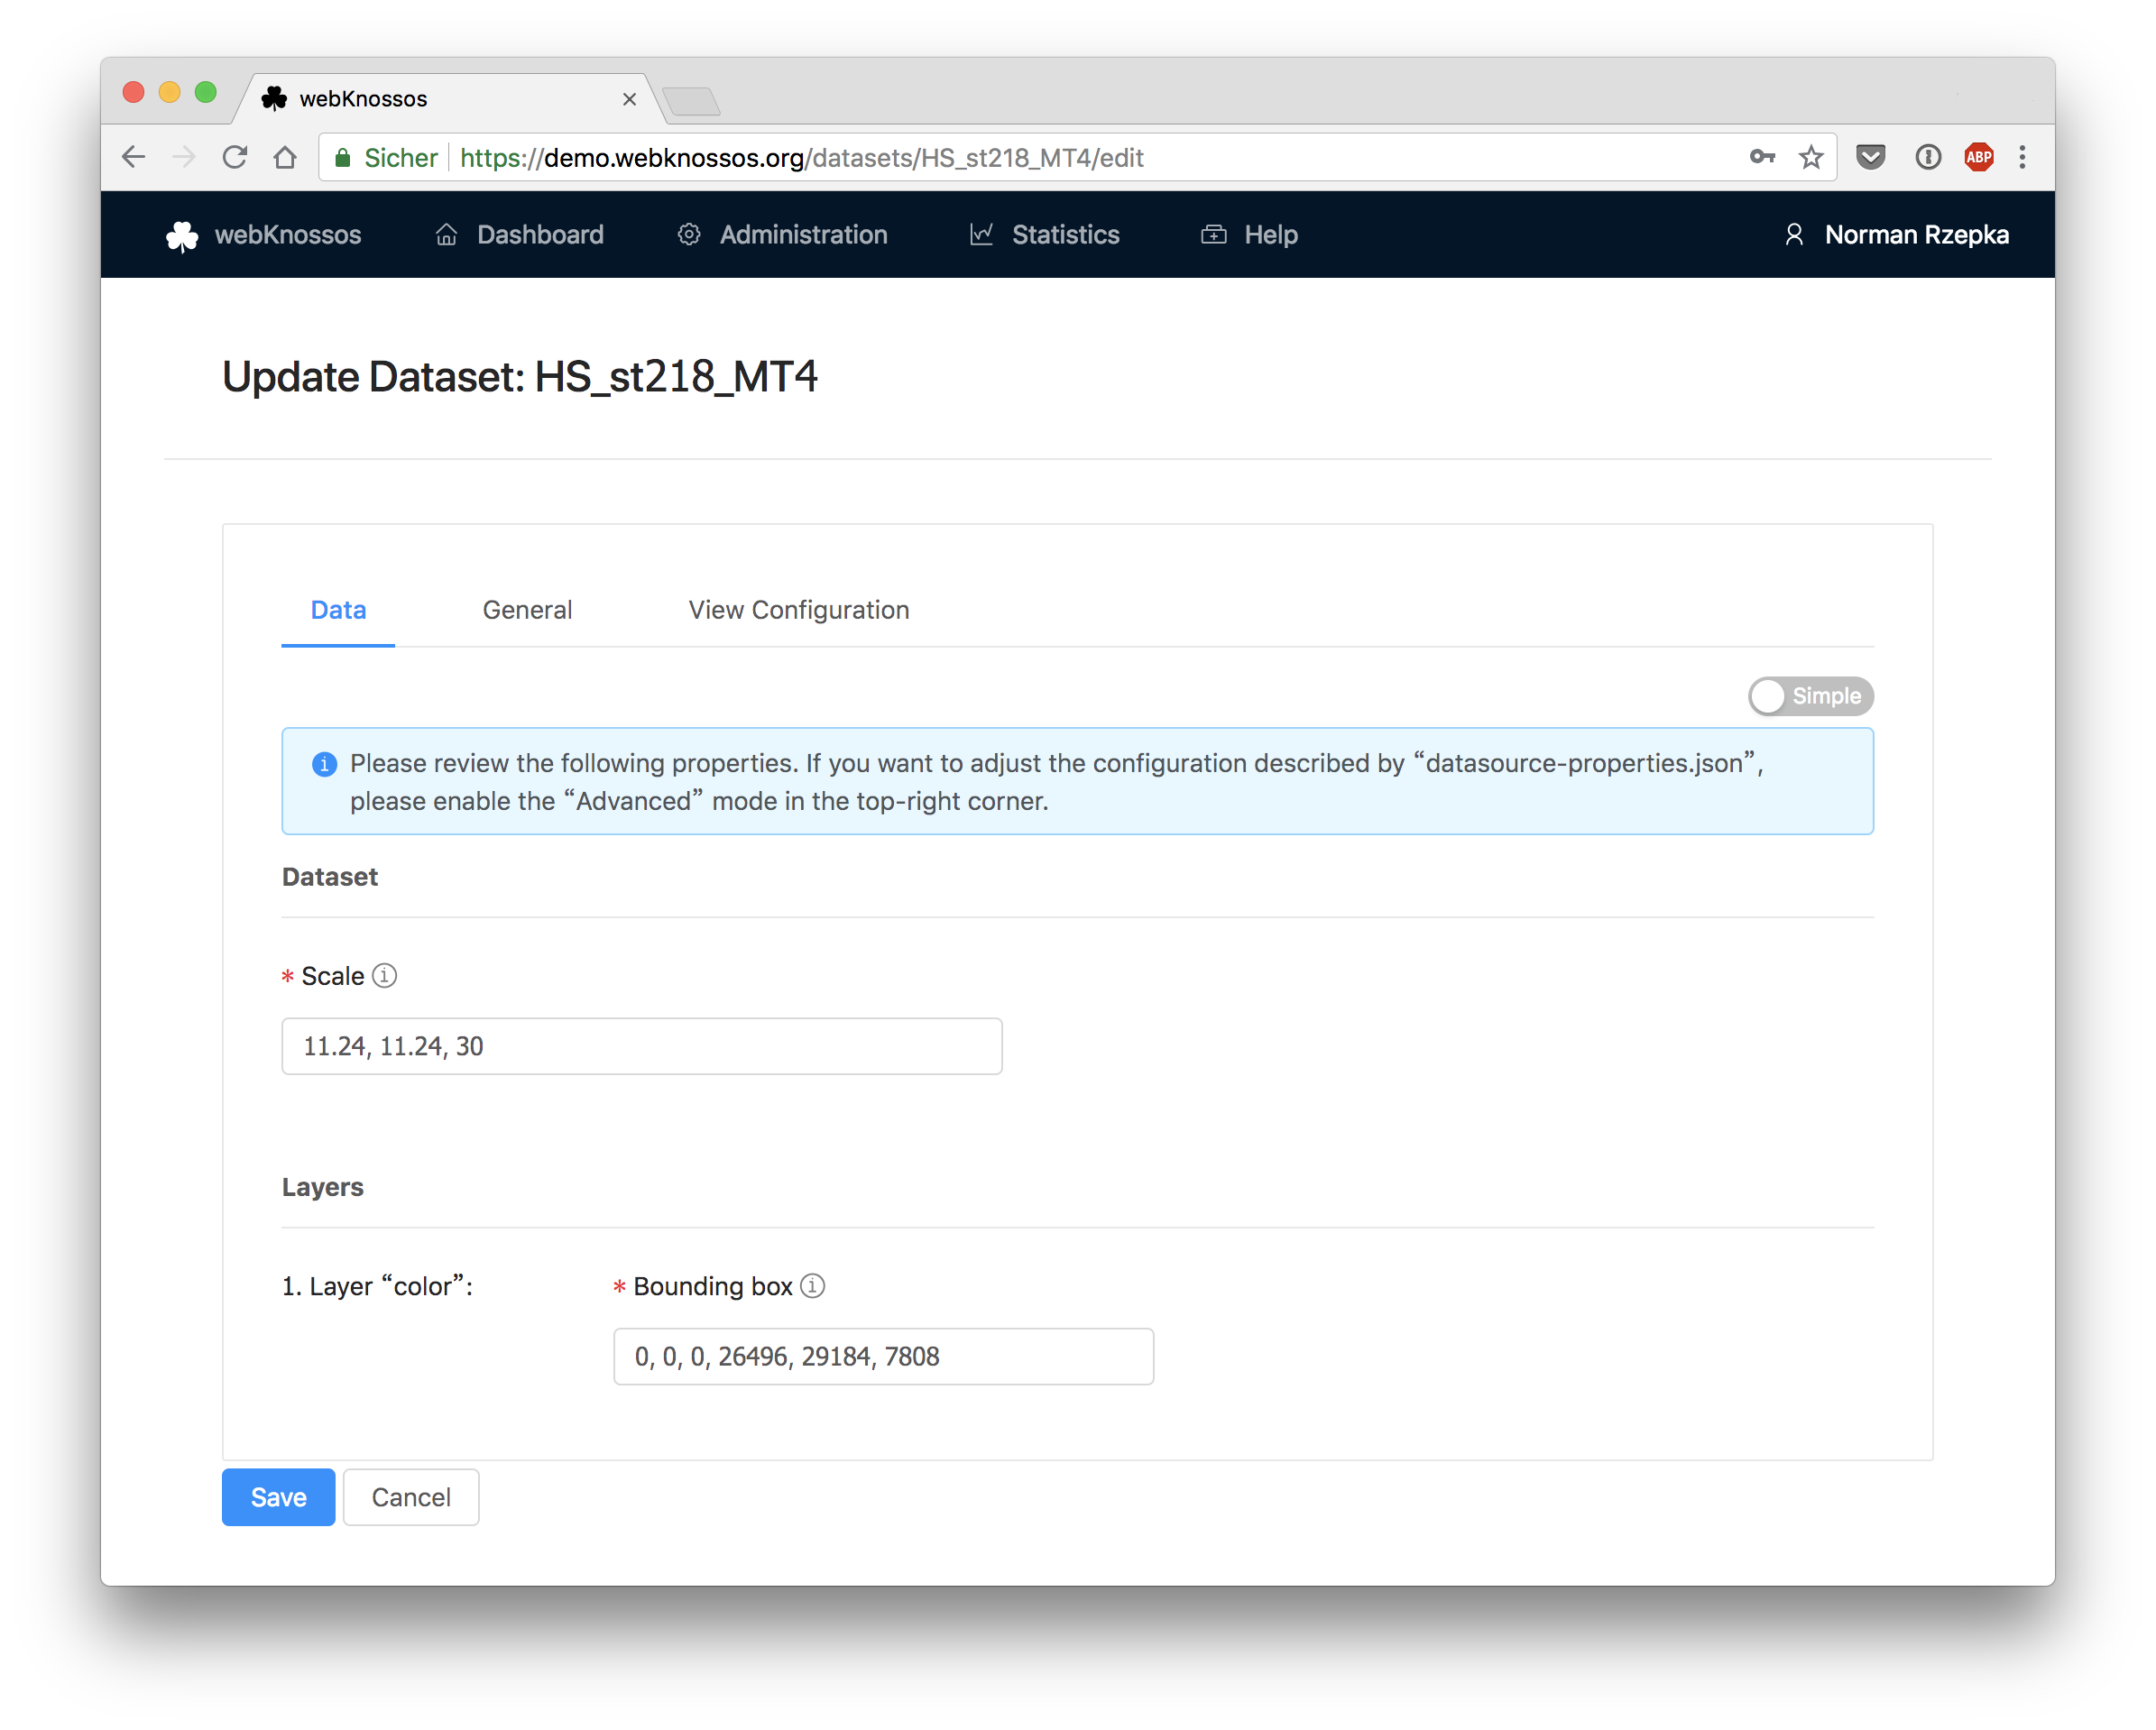 webKnossos
Sicher https://demo.webknossos.org/datasets/HS_st218_MT4/edit
ABP
webKnossos Dashboard Administration Statistics Help Norman Rzepka
Update Dataset: HS_st218_MT4
Data General View Configuration
Simple
Please review the following properties. If you want to adjust the configuration described by “datasource-properties.json”,
please enable the “Advanced” mode in the top-right corner.
Dataset
* Scale
11.24, 11.24, 30
Layers
1. Layer “color”: * Bounding box
0, 0, 0, 26496, 29184, 7808
Save Cancel